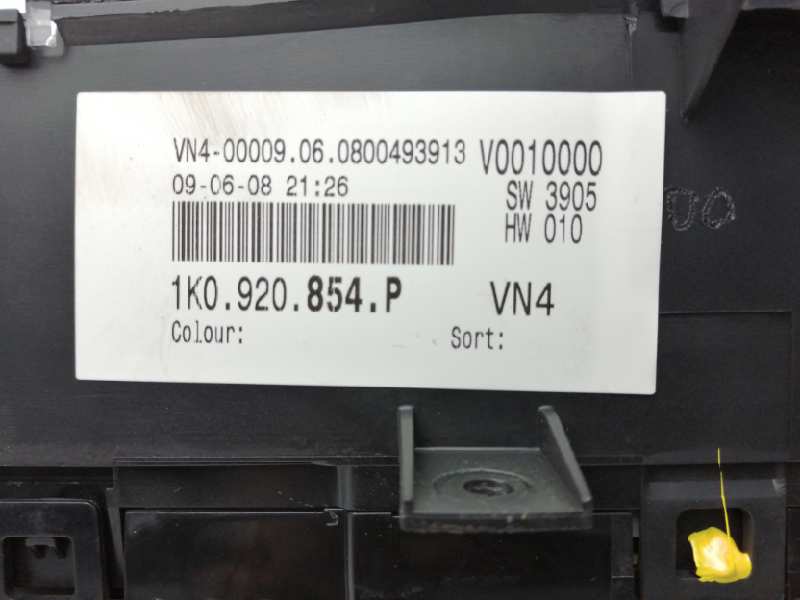 VN4-00009.06.0800493913 V0010000
09-06-08 21:26 SW 3905
HW 010
1K0.920.854.P VN4
Colour: Sort:
00